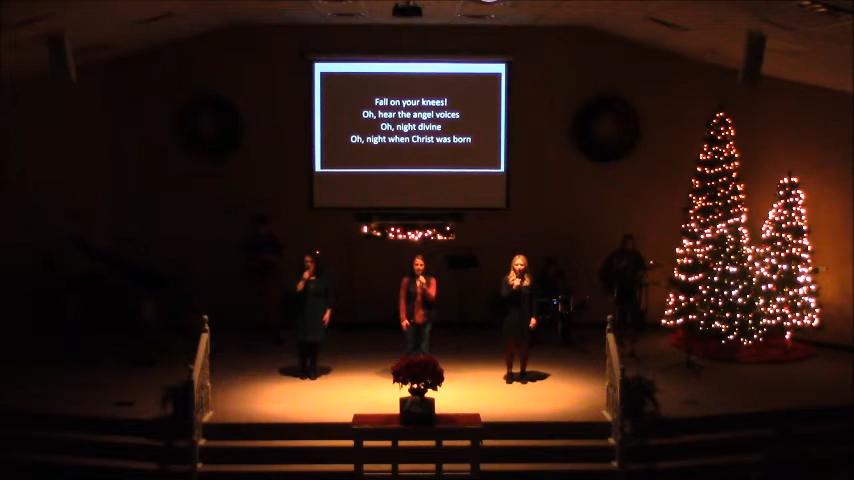 Fall on your knees!
Oh, hear the angel voices
Oh, night divine
Oh, night when Christ was born